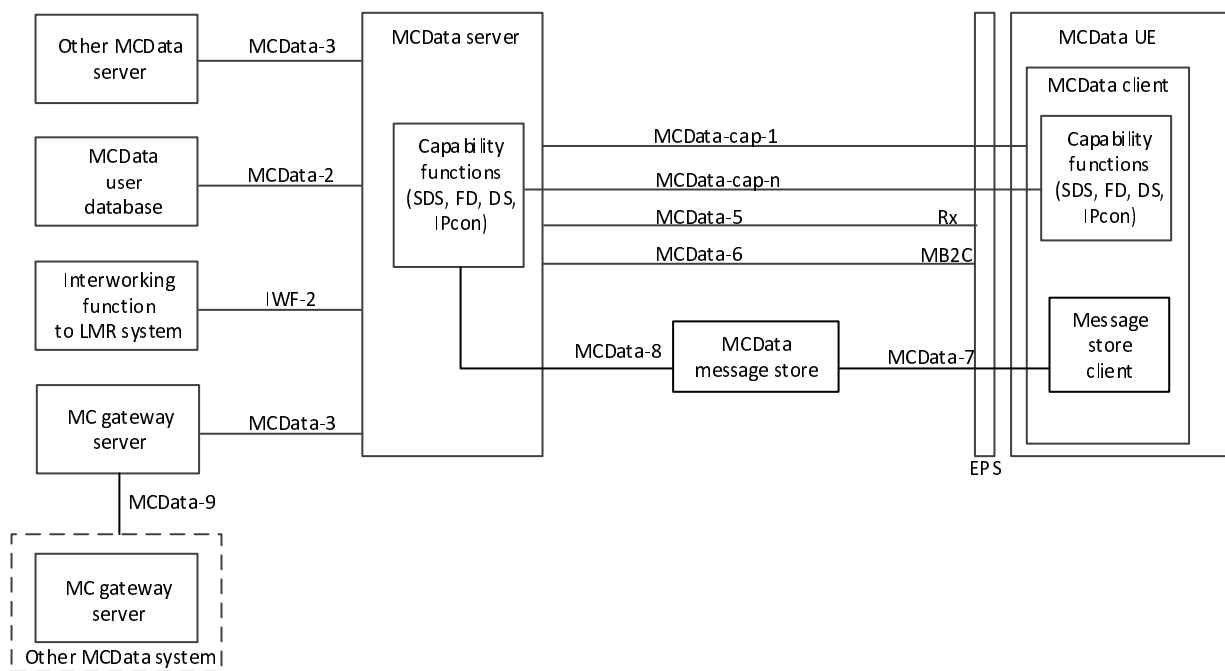 Other MCData
server
MCData-3
MCData server
MCData UE
MCData client
MCData
user
database
MCData-2
Capability
functions
(SDS, FD, DS,
IPcon)
MCData-cap-1
MCData-cap-n
MCData-5
Rx
MCData-6
MB2C
Capability
functions
(SDS, FD, DS,
IPcon)
Interworking
function
to LMR system
IWF-2
MCData-8
MCData
message store
MCData-7
Message
store
client
MC gateway
server
MCData-3
EPS
MCData-9
MC gateway
server
Other MCData system